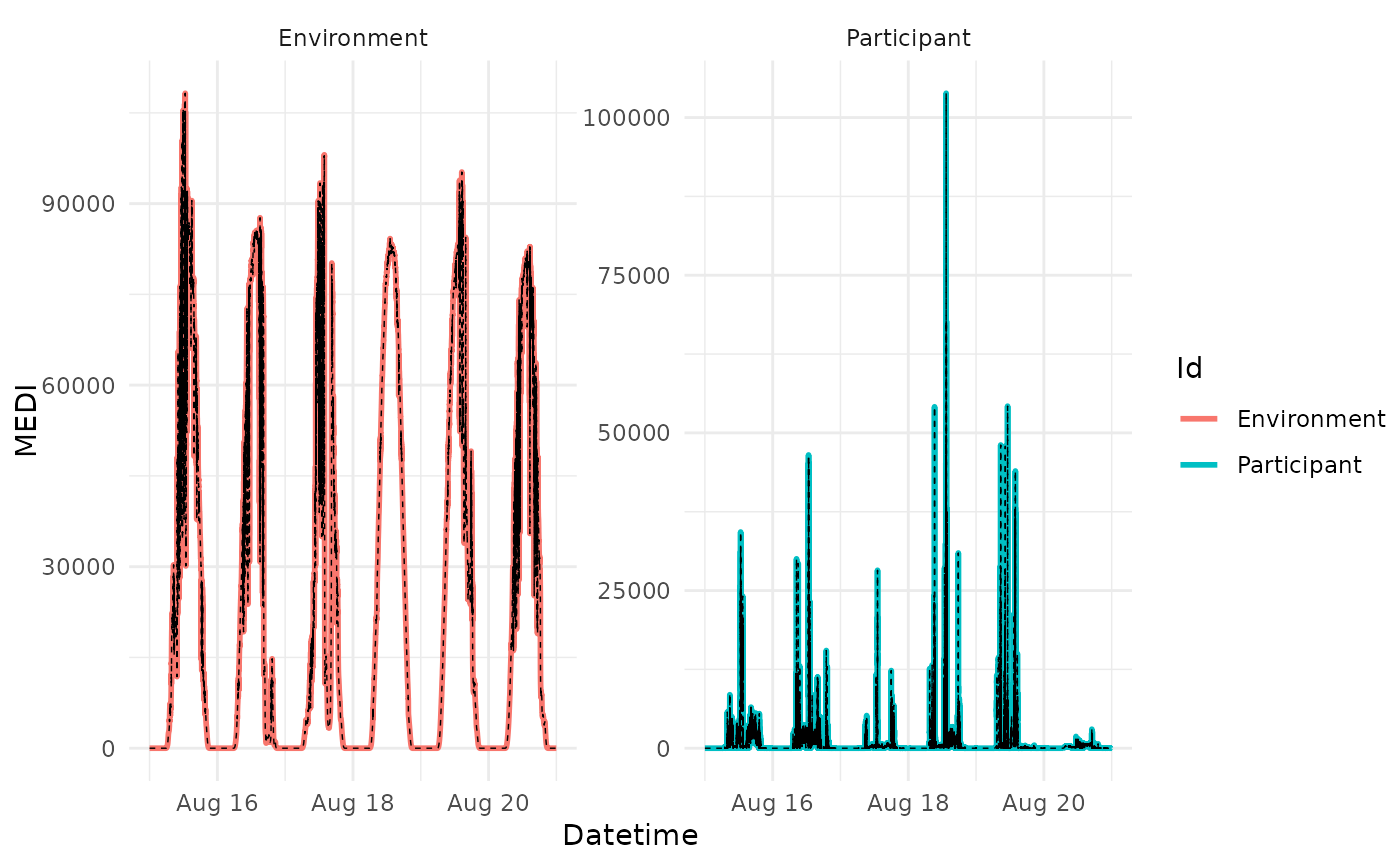 Environment
Participant
MEDI
90000
60000
30000
0
100000
75000
50000
25000
0
Aug 16
Aug 18
Aug 20
Aug 16
Aug 18
Aug 20
Datetime
Id
Environment
Participant